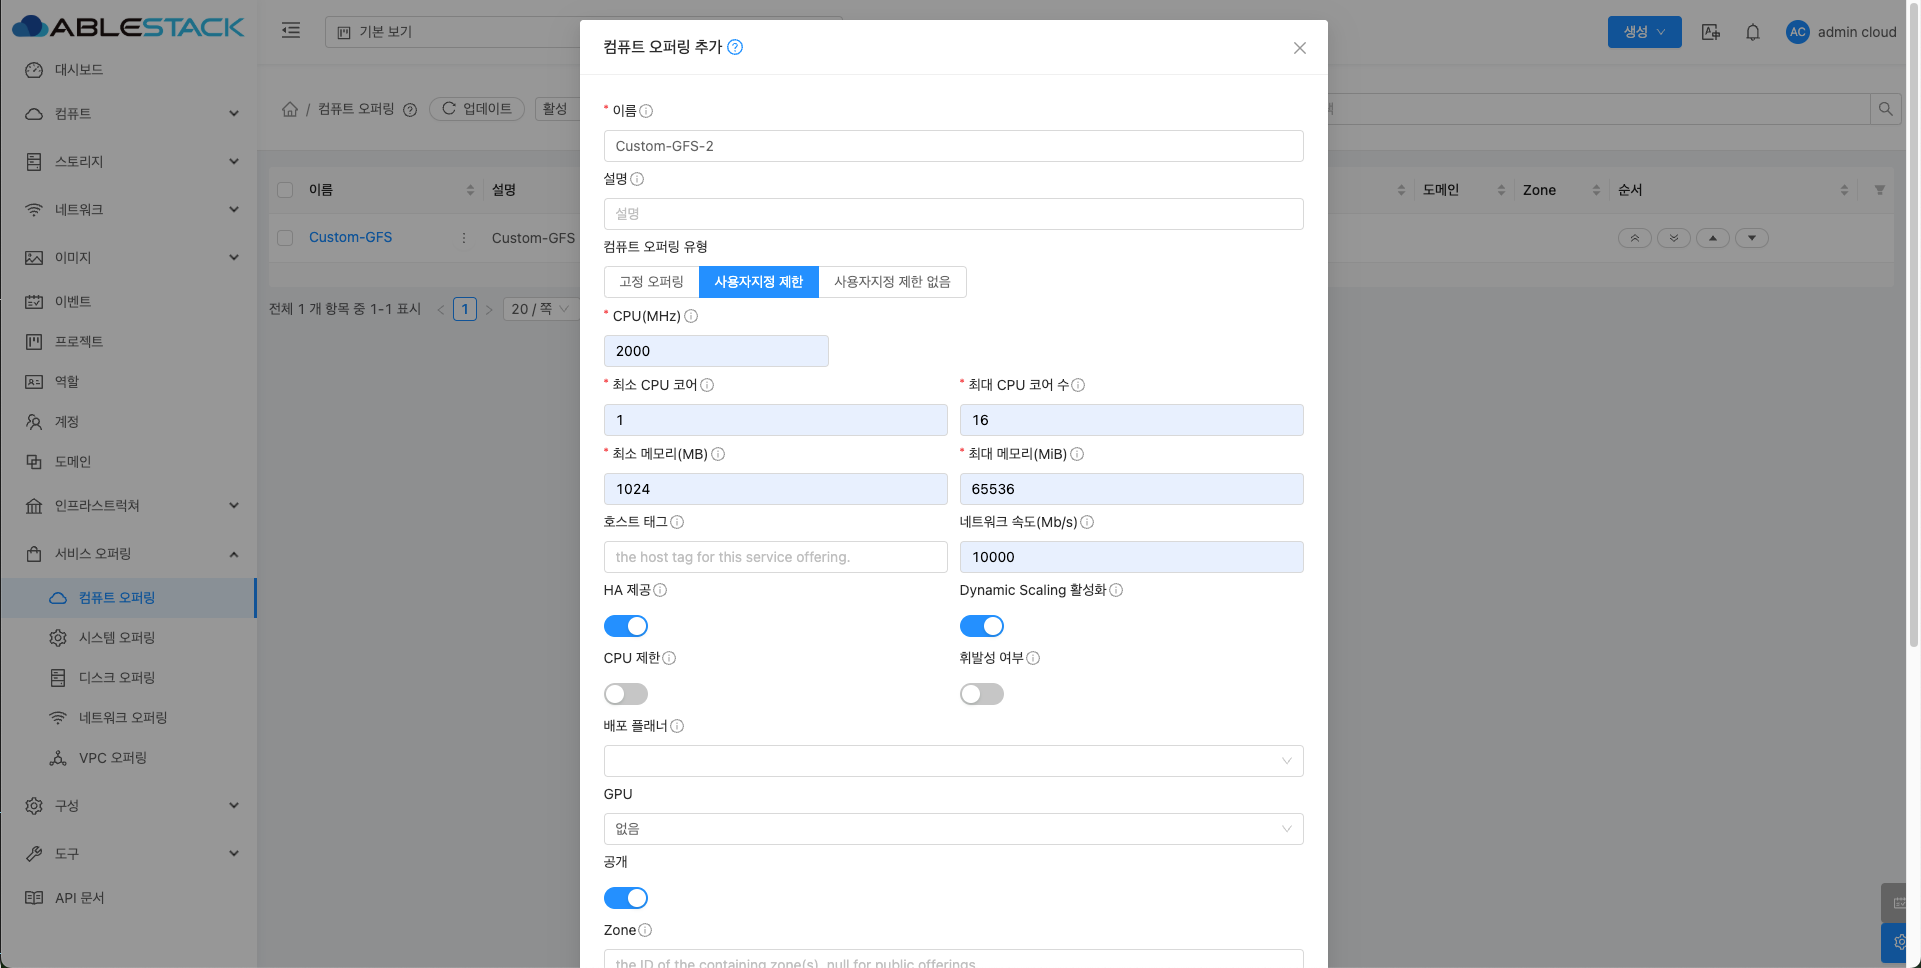 ABLESTACK
기본 보기
생성
AC admin cloud
대시보드
컴퓨트
스토리지
네트워크
이미지
이벤트
프로젝트
역할
계정
도메인
인프라스트럭쳐
서비스 오퍼링
컴퓨트 오퍼링
시스템 오퍼링
디스크 오퍼링
네트워크 오퍼링
VPC 오퍼링
구성
도구
API 문서
/ 컴퓨트 오퍼링
업데이트
활성
이름 설명 도메인 Zone 순서
Custom-GFS Custom-GFS
전체 1 개 항목 중 1-1 표시 1 20 / 쪽
컴퓨트 오퍼링 추가
* 이름
Custom-GFS-2
설명
설명
컴퓨트 오퍼링 유형
고정 오퍼링 사용자지정 제한 사용자지정 제한 없음
* CPU(MHz)
2000
* 최소 CPU 코어 * 최대 CPU 코어 수
1 16
* 최소 메모리(MB) * 최대 메모리(MiB)
1024 65536
호스트 태그 네트워크 속도(Mb/s)
the host tag for this service offering. 10000
HA 제공 Dynamic Scaling 활성화
CPU 제한 휘발성 여부
배포 플래너
GPU
없음
공개
Zone
the ID of the containing zone(s), null for public offerings